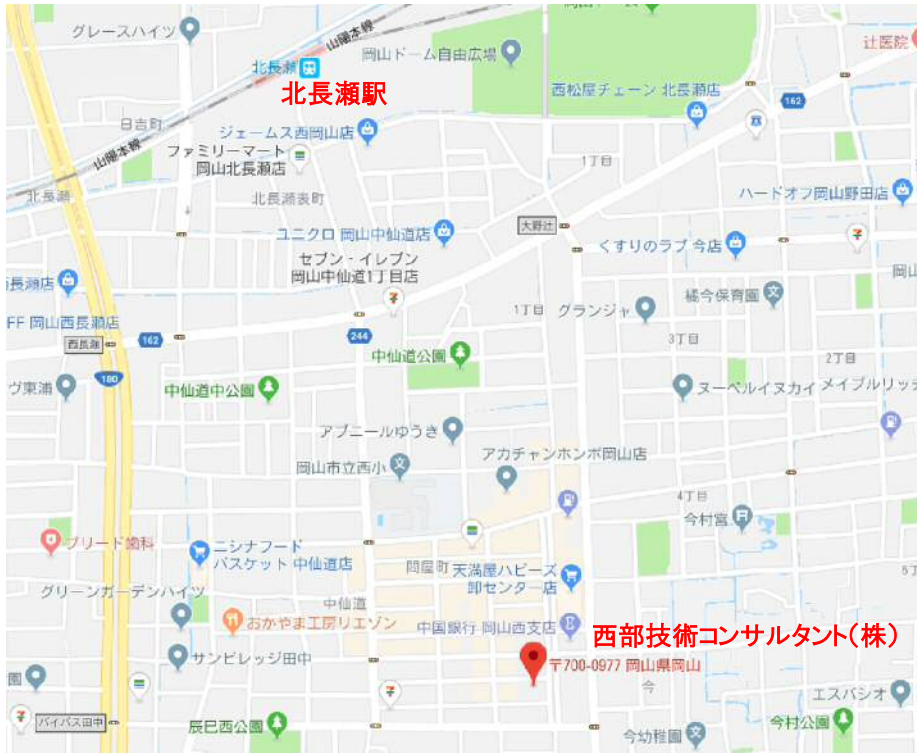 グレースハイツ
山陽本線
岡山ドーム自由広場
辻医院
北長瀬
北長瀬駅
西松屋チェーン 北長瀬店
162
日吉町
ジェームス西岡山店
山陽本線
ファミリーマート
岡山北長瀬店
1丁目
北長瀬
北長瀬表町
ハードオフ岡山野田店
大野辻
ユニクロ 岡山中仙道店
くすりのラブ 今店
セブン‐イレブン
岡山中仙道1丁目店
長瀬店
橘今保育園
岡山
1丁目
グランジャ
FF 岡山西長瀬店
西長瀬
162
244
3丁目
中仙道公園
2丁目
180
ヴ東浦
中仙道中公園
ヌーベルイヌカイ
メイプルリッチ
アブニールゆうき
岡山市立西小
アカチャンホンポ岡山店
4丁目
今村宮
ブリード歯科
ニシナフード
バスケット 中仙道店
問屋町
天満屋ハピーズ
卸センター店
5丁
グリーンガーデンハイツ
中仙道
おかやま工房リエゾン
中国銀行 岡山西支店
西部技術コンサルタント(株)
サンビレッジ田中
〒700-0977 岡山県岡山
園
今
エスバシオ
バイパス田中
辰巳西公園
今幼稚園
今村公園